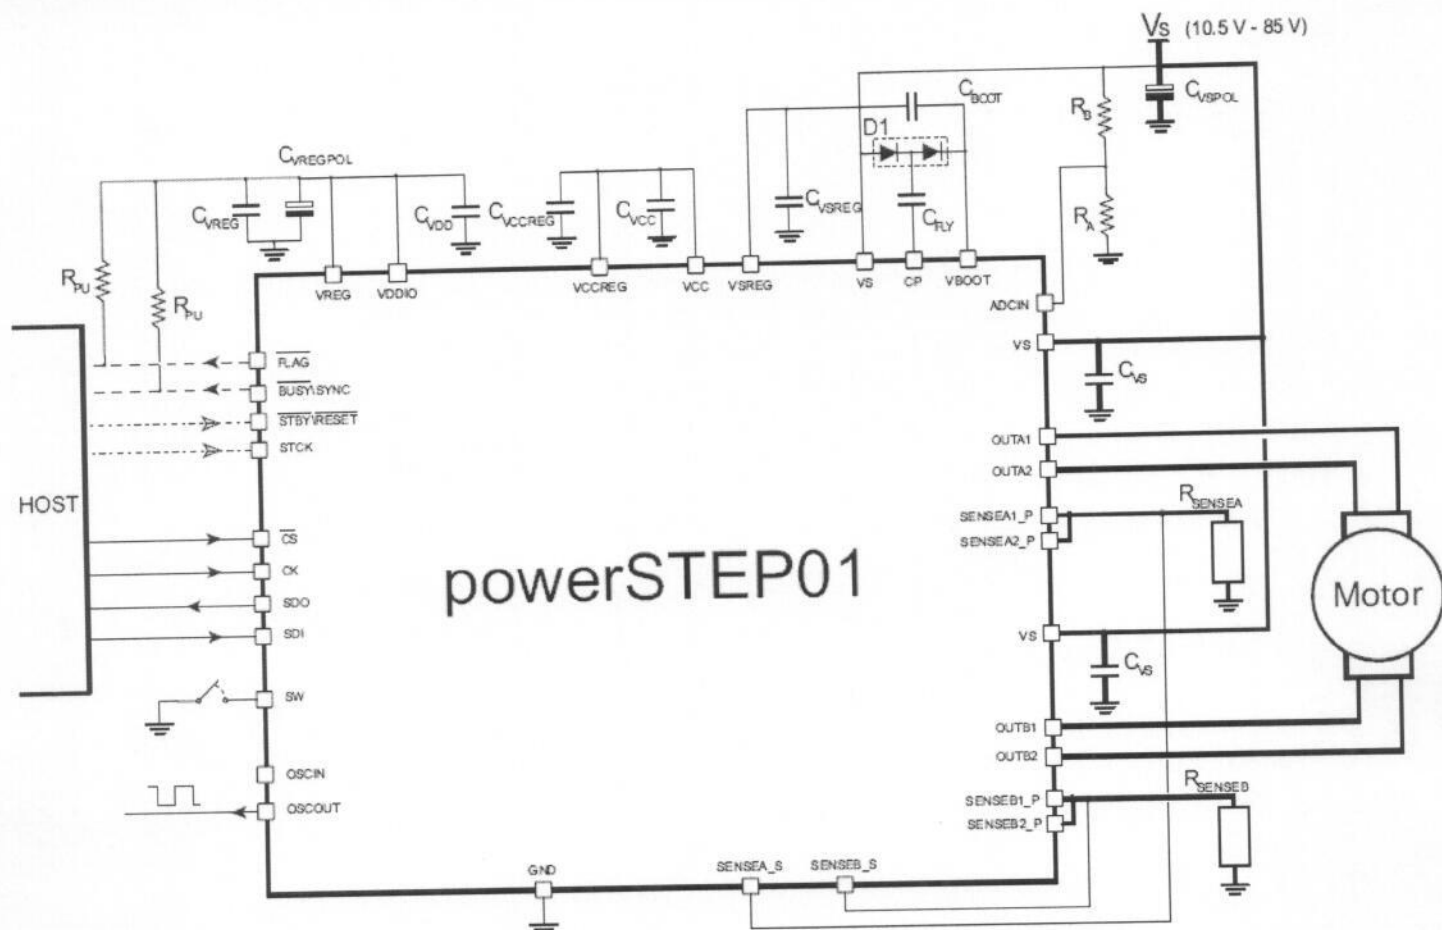 VS (10.5 V - 85 V)
CBOOT
CVSPOL
RB
D1
CVREGPOL
CVREG
CVDD
CVCCREG
CVCC
CVSREG
CFLY
RA
RPU
RPU
VREG
VDDIO
VCCREG
VCC
VSREG
VS
CP
VBOOT
ADCIN
VS
CVS
FLAG
BUSY\SYNC
STBY\RESET
STCK
OUTA1
OUTA2
HOST
RSENSEA
SENSEA1_P
SENSEA2_P
CS
CK
SDO
SDI
powerSTEP01
Motor
VS
CVS
SW
OUTB1
OUTB2
OSCIN
OSCOUT
RSENSEB
SENSEB1_P
SENSEB2_P
GND
SENSEA_S
SENSEB_S